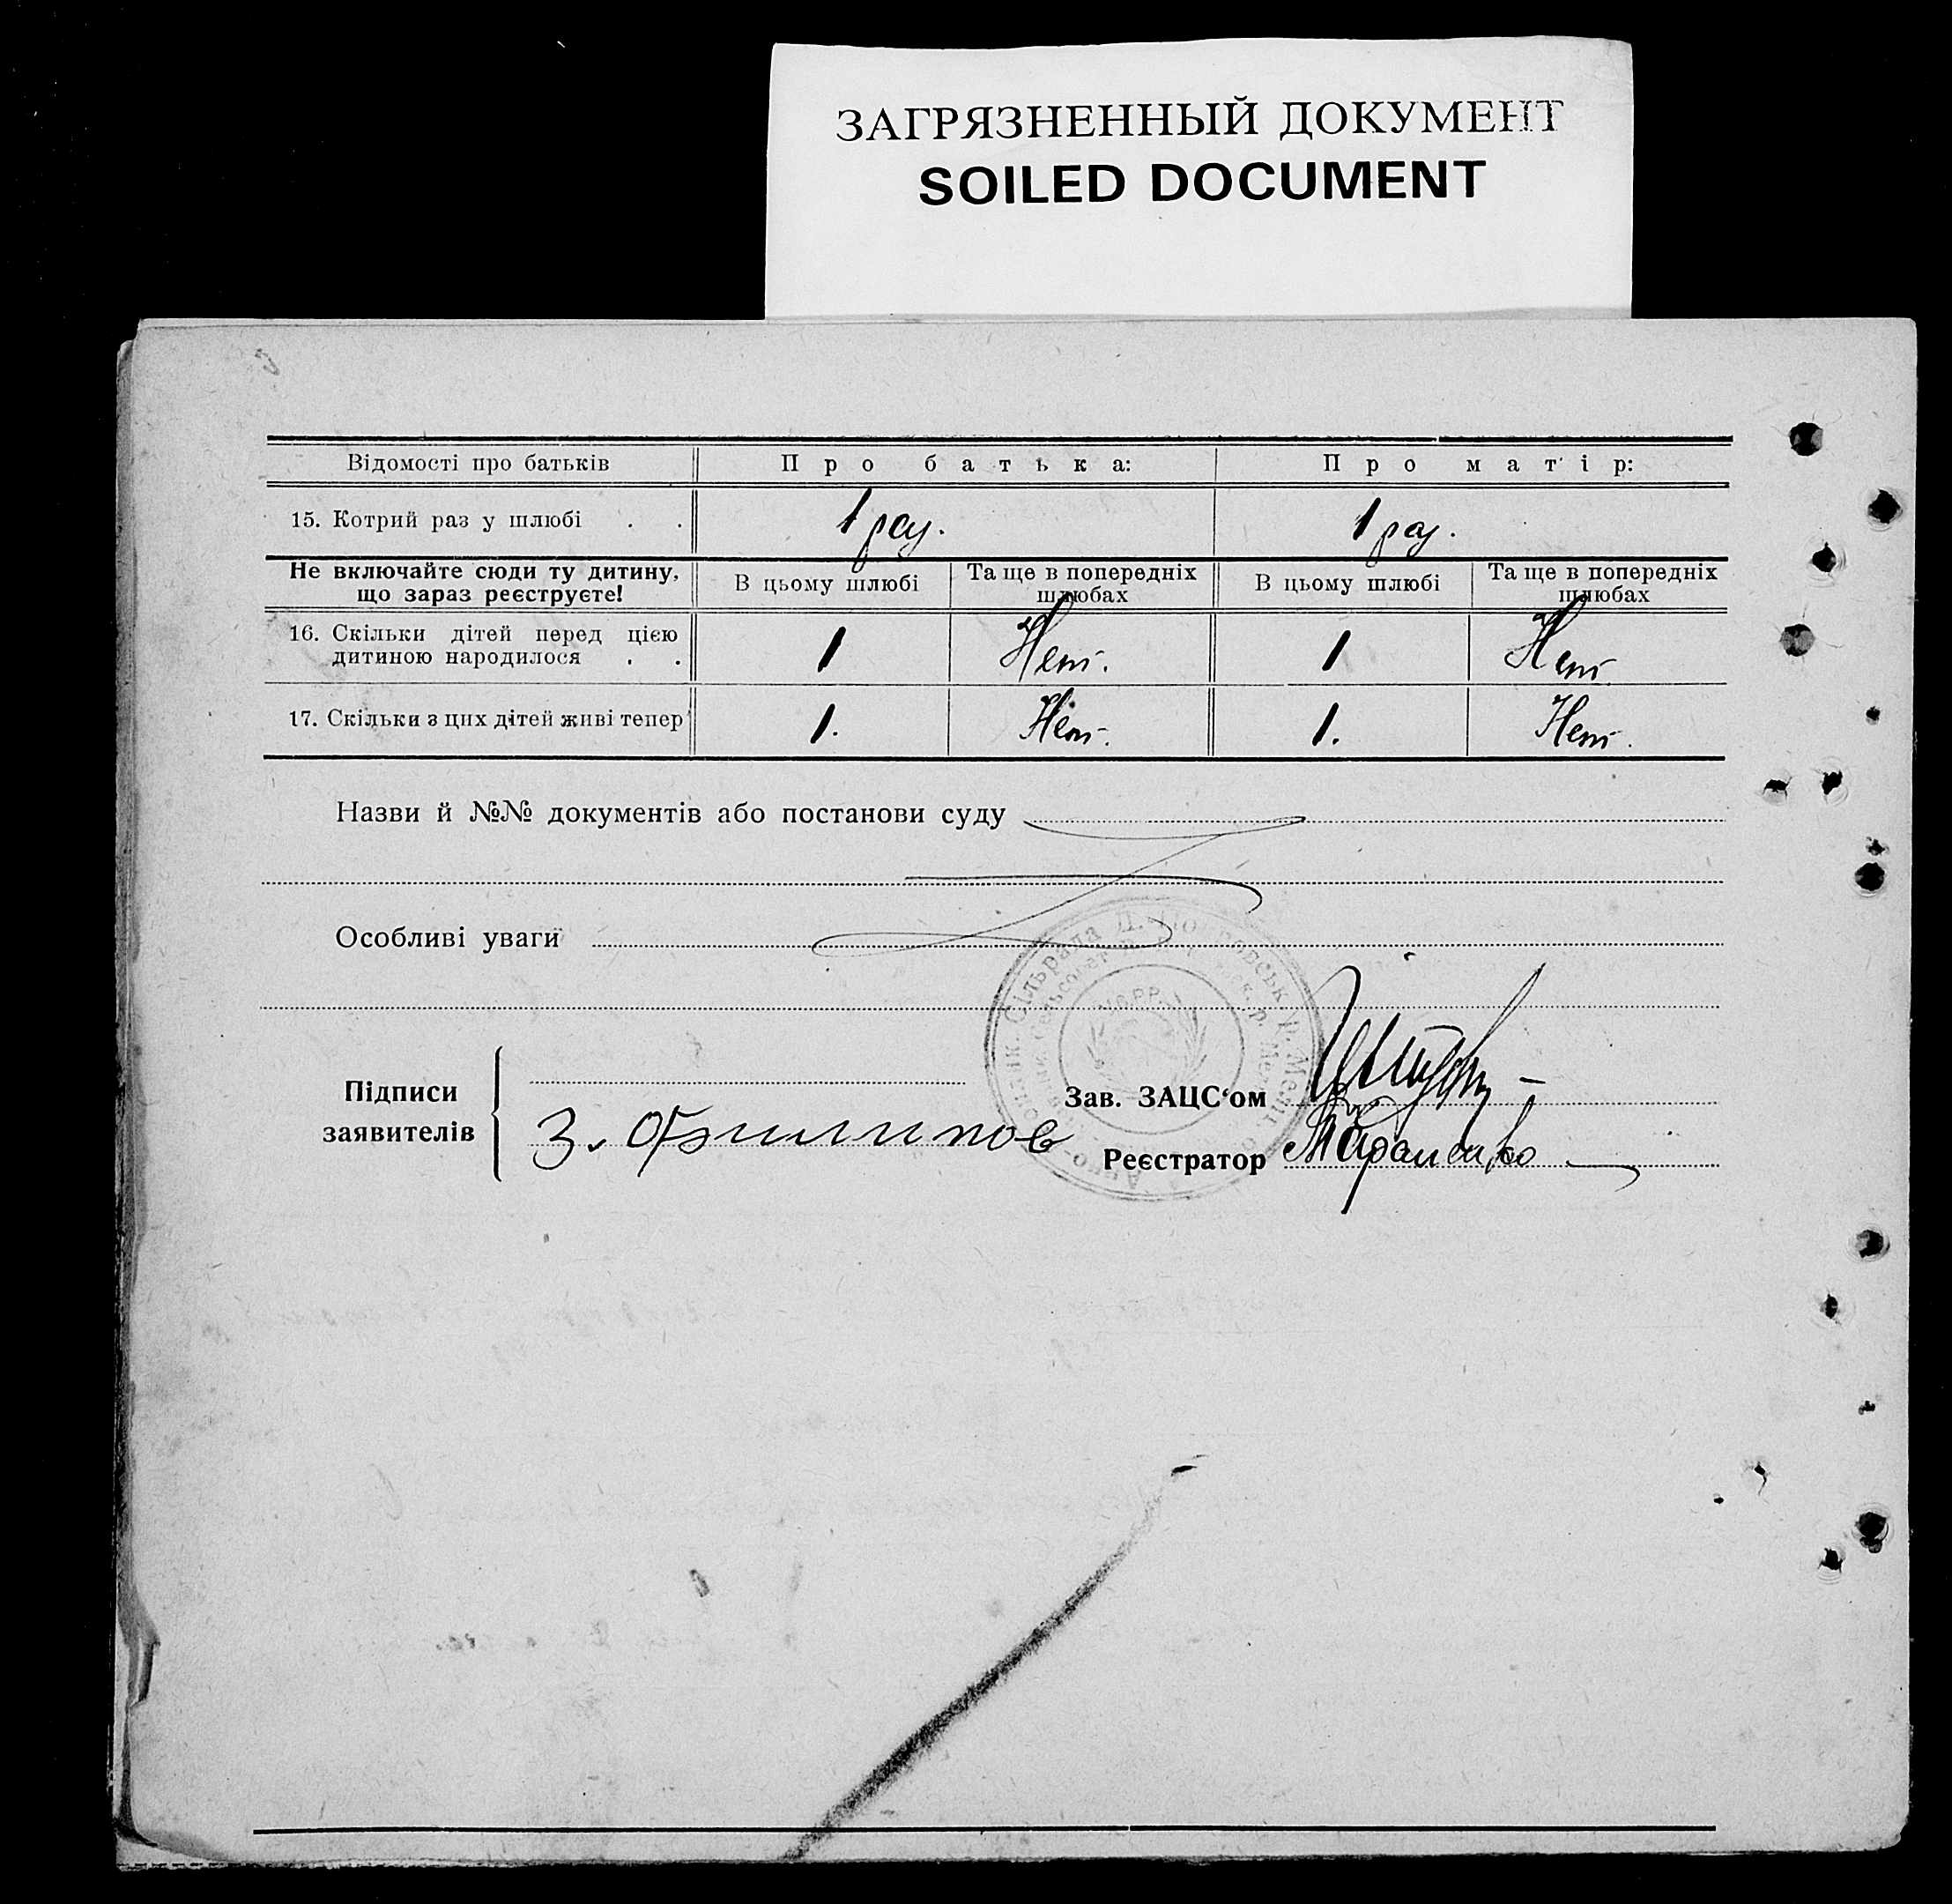 ЗАГРЯЗНЕННЫЙ ДОКУМЕНТ
SOILED DOCUMENT
Відомості про батьків Про батька: Про матір:
15. Котрий раз у шлюбі . . 1 раз. 1 раз.
Не включайте сюди ту дитину, що зараз реєструєте! В цьому шлюбі Та ще в попередніх шлюбах В цьому шлюбі Та ще в попередніх шлюбах
16. Скільки дітей перед цією дитиною народилося . . 1 Нет. 1 Нет
17. Скільки з цих дітей живі тепер 1. Нет. 1. Нет.
Назви й №№ документів або постанови суду
Особливі уваги
Підписи заявителів
З. Филипов
Зав. ЗАЦС‘ом
Реєстратор
Сільрада
У.С.Р.Р.